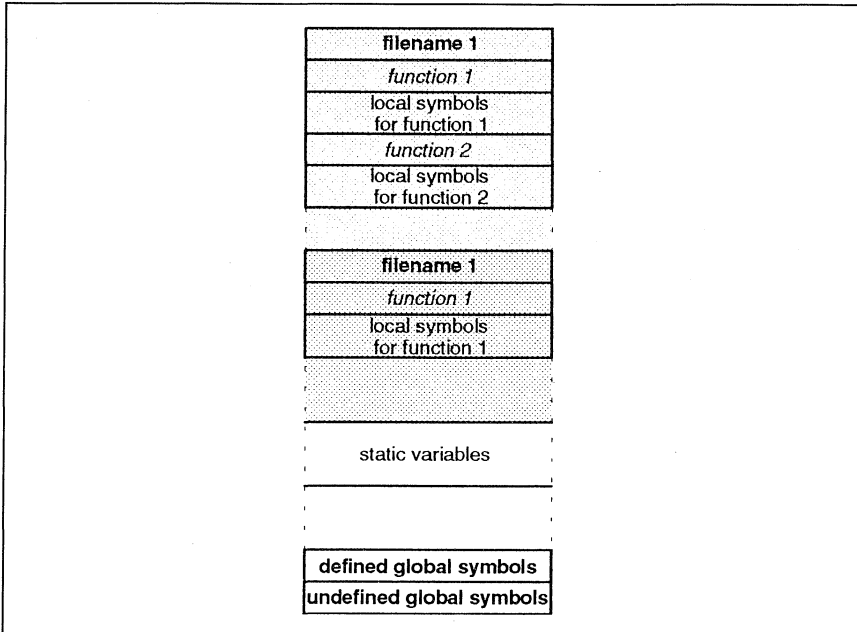 filename 1
function 1
local symbols
for function 1
function 2
local symbols
for function 2
filename 1
function 1
local symbols
for function 1
static variables
defined global symbols
undefined global symbols